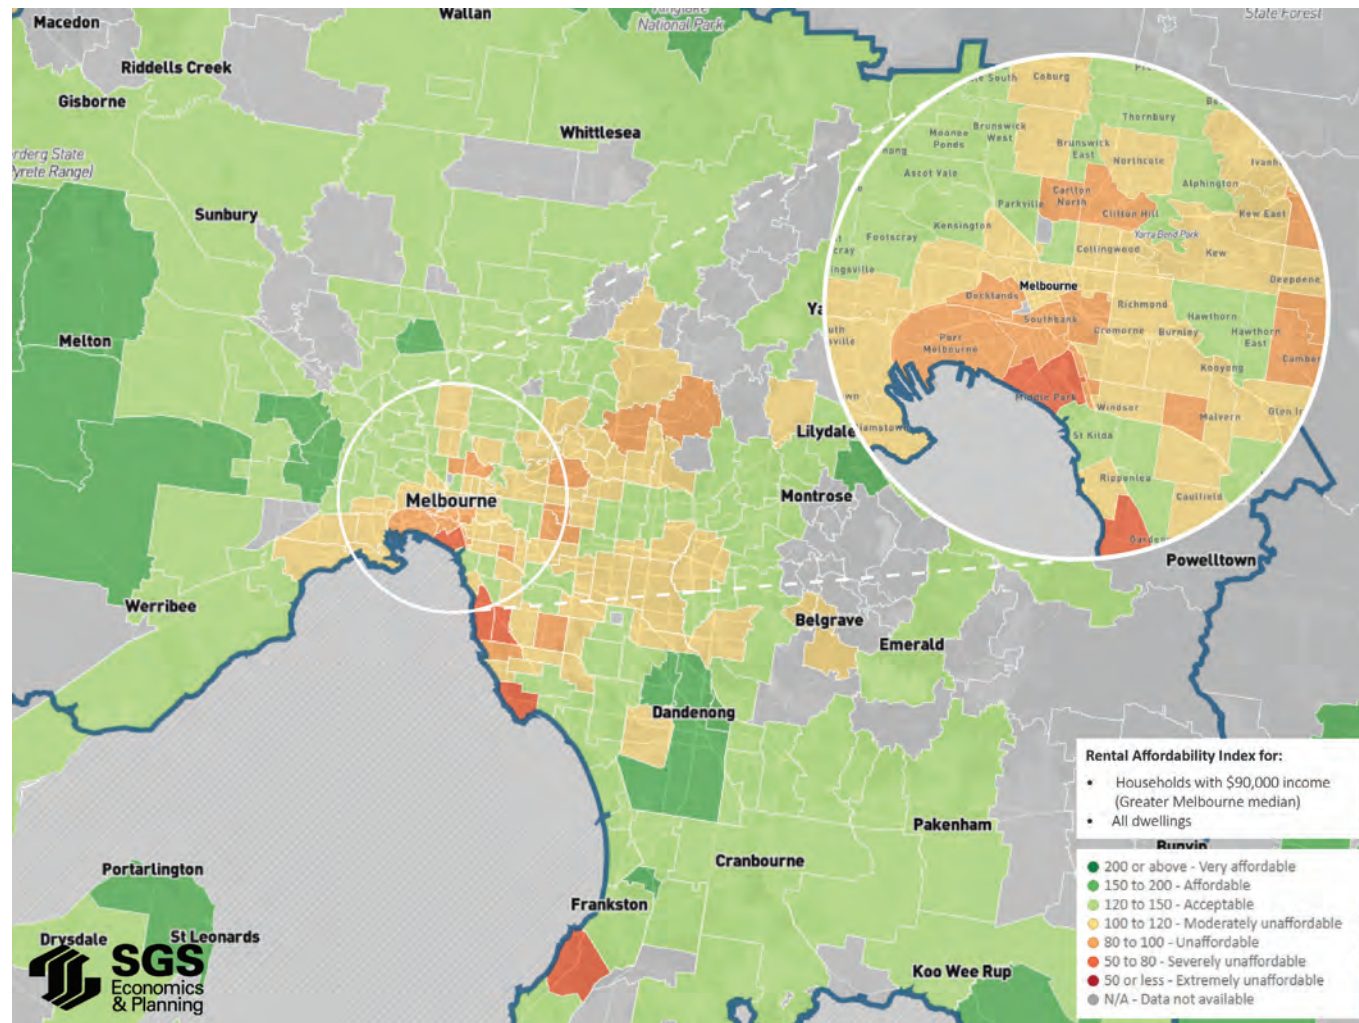 Macedon
Wallan
National Park
State Forest
Riddells Creek
Gisborne
Whittlesea
Sunbury
Melton
Melbourne
Lilydale
Montrose
Werribee
Belgrave
Emerald
Powelltown
Dandenong
Pakenham
Cranbourne
Portarlington
Frankston
Drysdale
St Leonards
Koo Wee Rup
Coburg
Thornbury
Moonee
Ponds
Brunswick
West
Brunswick
East
Northcote
Ascot Vale
Alphington
Carlton
North
Parkville
Clifton Hill
Kew East
Kensington
Yarra Bend Park
Footscray
Collingwood
Kew
Deepdene
Melbourne
Docklands
Richmond
Southbank
Hawthorn
Cremorne
Burnley
Hawthorn
East
Port
Melbourne
Kooyong
Middle Park
Windsor
Malvern
St Kilda
Ripponlea
Caulfield
Rental Affordability Index for:
• Households with $90,000 income
(Greater Melbourne median)
• All dwellings
200 or above - Very affordable
150 to 200 - Affordable
120 to 150 - Acceptable
100 to 120 - Moderately unaffordable
80 to 100 - Unaffordable
50 to 80 - Severely unaffordable
50 or less - Extremely unaffordable
N/A - Data not available
SGS
Economics
& Planning